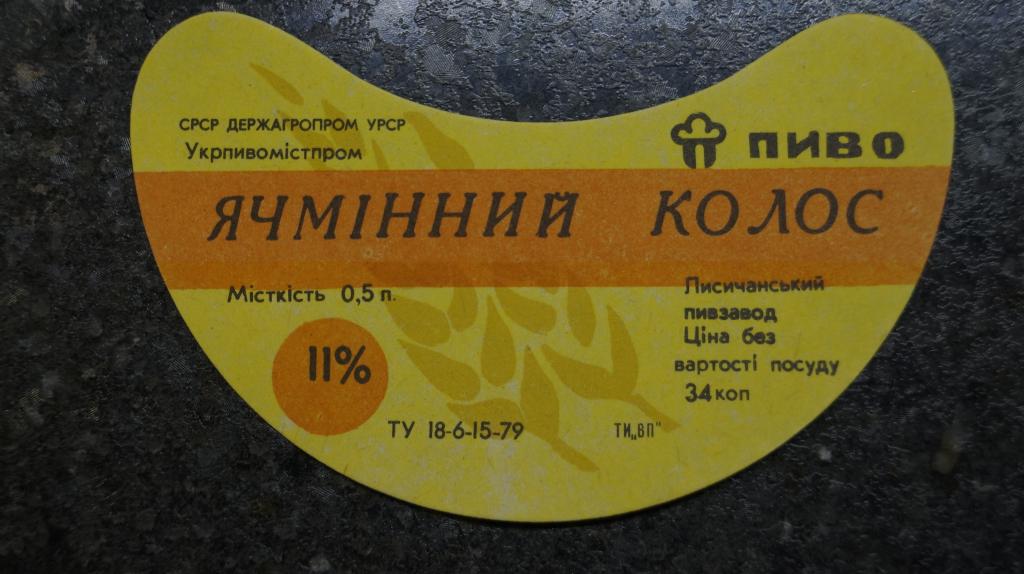 СРСР ДЕРЖАГРОПРОМ УРСР
Укрпивомістпром
ПИВО
ЯЧМІННИЙ КОЛОС
Місткість 0,5 л.
11%
Лисичанський
пивзавод
Ціна без
вартості посуду
34 коп
ТУ 18-6-15-79
ТИ„ВП"